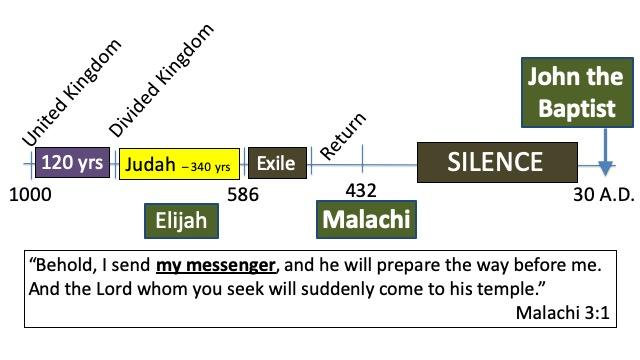 United Kingdom
Divided Kingdom
Return
John the
Baptist
120 yrs
Judah – 340 yrs
Exile
SILENCE
1000
586
432
30 A.D.
Elijah
Malachi
“Behold, I send my messenger, and he will prepare the way before me.
And the Lord whom you seek will suddenly come to his temple.”
Malachi 3:1